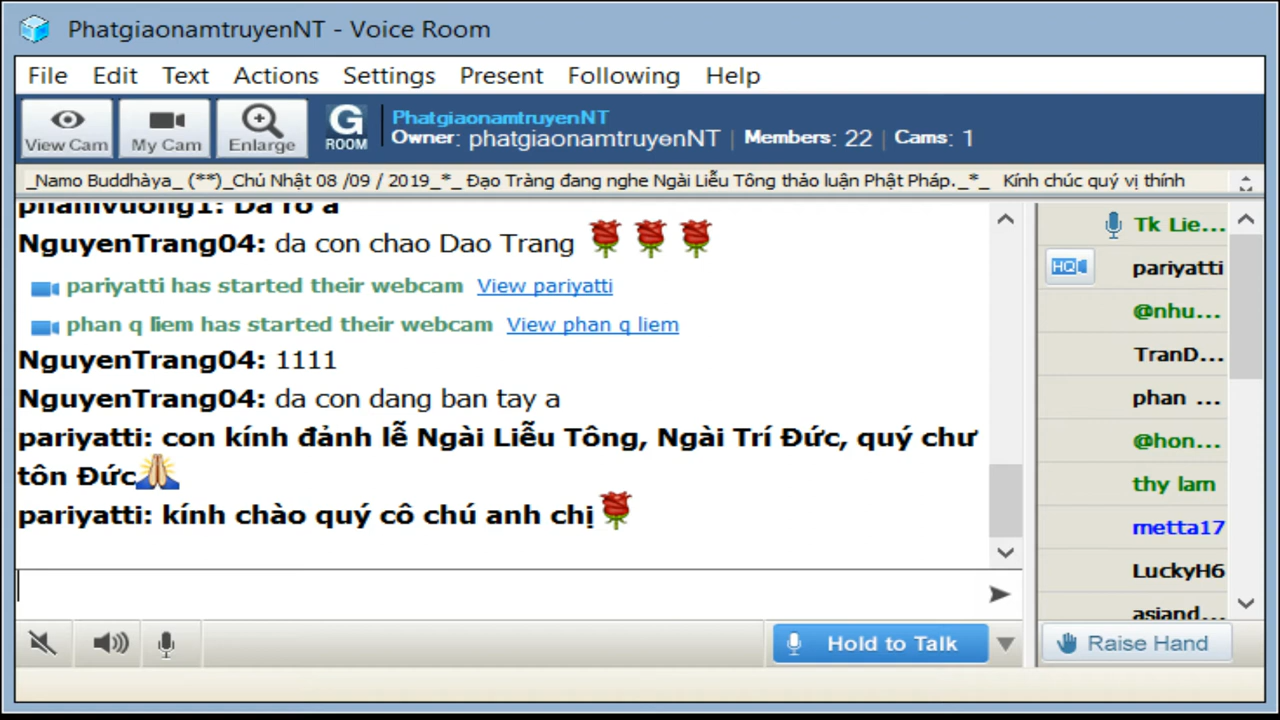 PhatgiaonamtruyenNT - Voice Room
File Edit Text Actions Settings Present Following Help
View Cam My Cam Enlarge G ROOM
PhatgiaonamtruyenNT
Owner: phatgiaonamtruyenNT | Members: 22 | Cams: 1
_Namo Buddhàya_ (**)_Chủ Nhật 08 /09 / 2019_*_ Đạo Tràng đang nghe Ngài Liễu Tông thảo luận Phật Pháp._*_ Kính chúc quý vị thính
phamvuong1: Da ro a
NguyenTrang04: da con chao Dao Trang
pariyatti has started their webcam View pariyatti
phan q liem has started their webcam View phan q liem
NguyenTrang04: 1111
NguyenTrang04: da con dang ban tay a
pariyatti: con kính đảnh lễ Ngài Liễu Tông, Ngài Trí Đức, quý chư
tôn Đức
pariyatti: kính chào quý cô chú anh chị
Tk Lie...
HQ pariyatti
@nhu...
TranD...
phan ...
@hon...
thy lam
metta17
LuckyH6
asiand...
Hold to Talk
Raise Hand